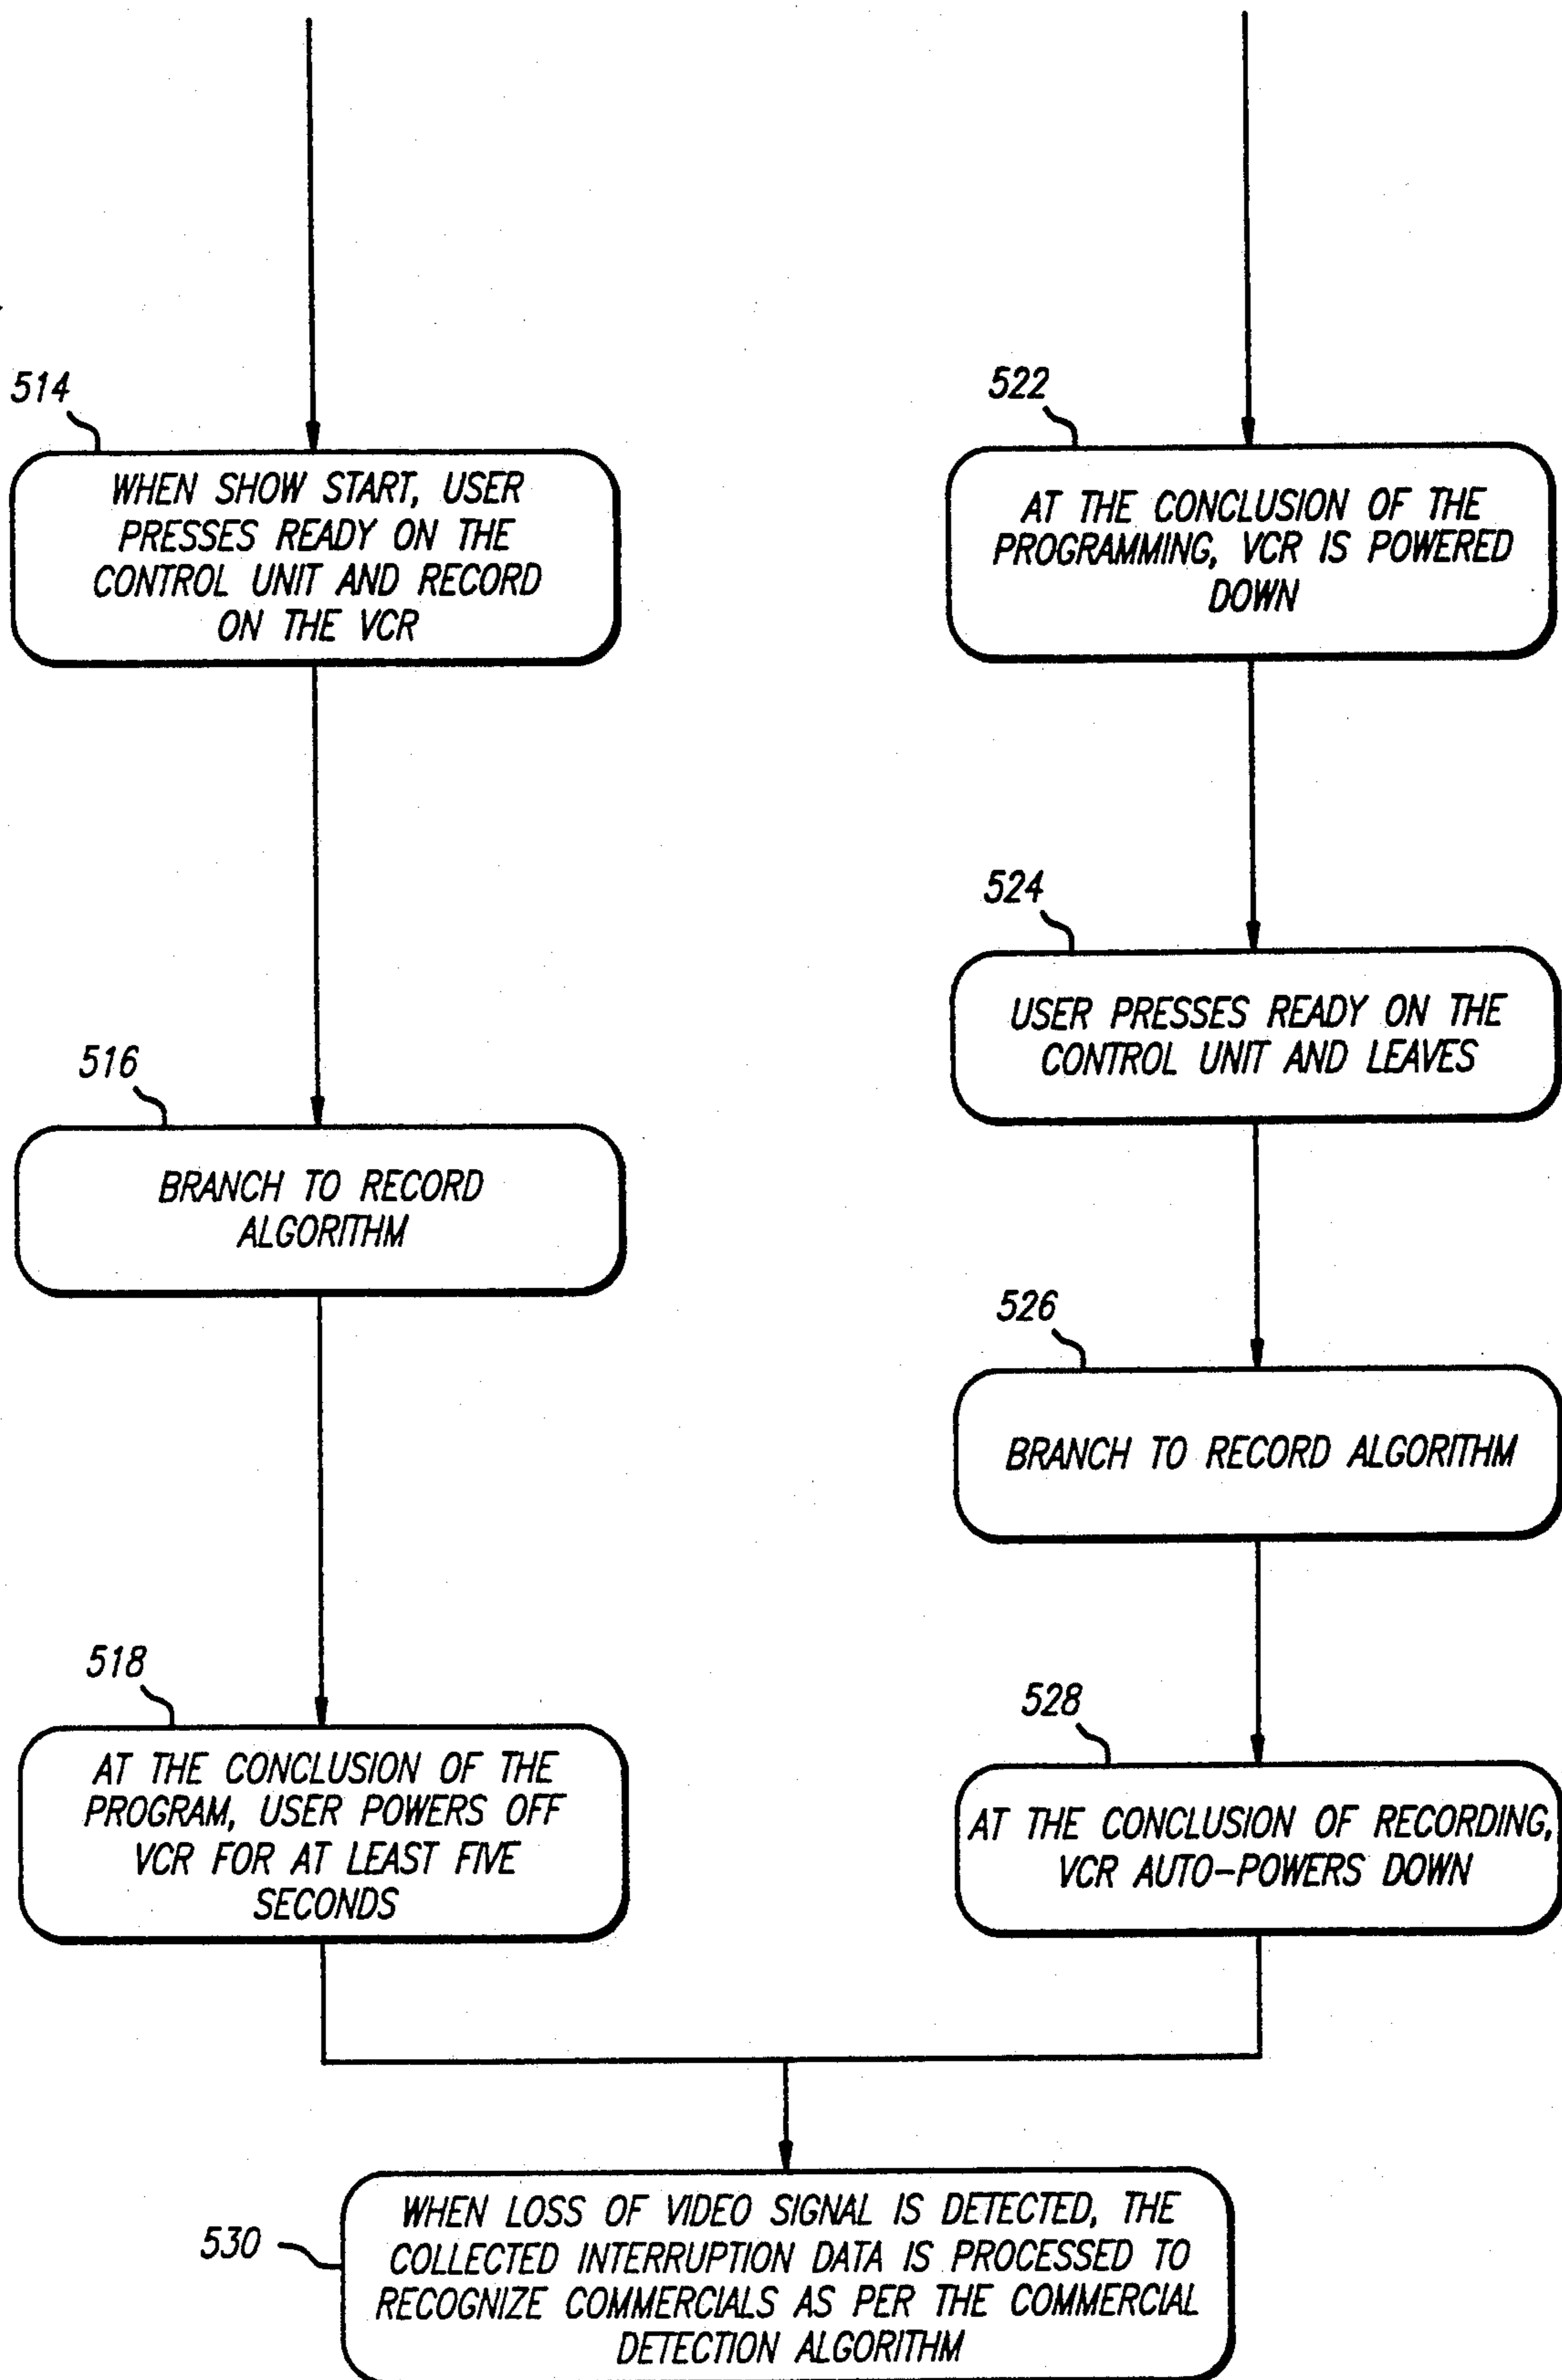 514
WHEN SHOW START, USER
PRESSES READY ON THE
CONTROL UNIT AND RECORD
ON THE VCR
516
BRANCH TO RECORD
ALGORITHM
518
AT THE CONCLUSION OF THE
PROGRAM, USER POWERS OFF
VCR FOR AT LEAST FIVE
SECONDS
522
AT THE CONCLUSION OF THE
PROGRAMMING, VCR IS POWERED
DOWN
524
USER PRESSES READY ON THE
CONTROL UNIT AND LEAVES
526
BRANCH TO RECORD ALGORITHM
528
AT THE CONCLUSION OF RECORDING,
VCR AUTO-POWERS DOWN
530
WHEN LOSS OF VIDEO SIGNAL IS DETECTED, THE
COLLECTED INTERRUPTION DATA IS PROCESSED TO
RECOGNIZE COMMERCIALS AS PER THE COMMERCIAL
DETECTION ALGORITHM